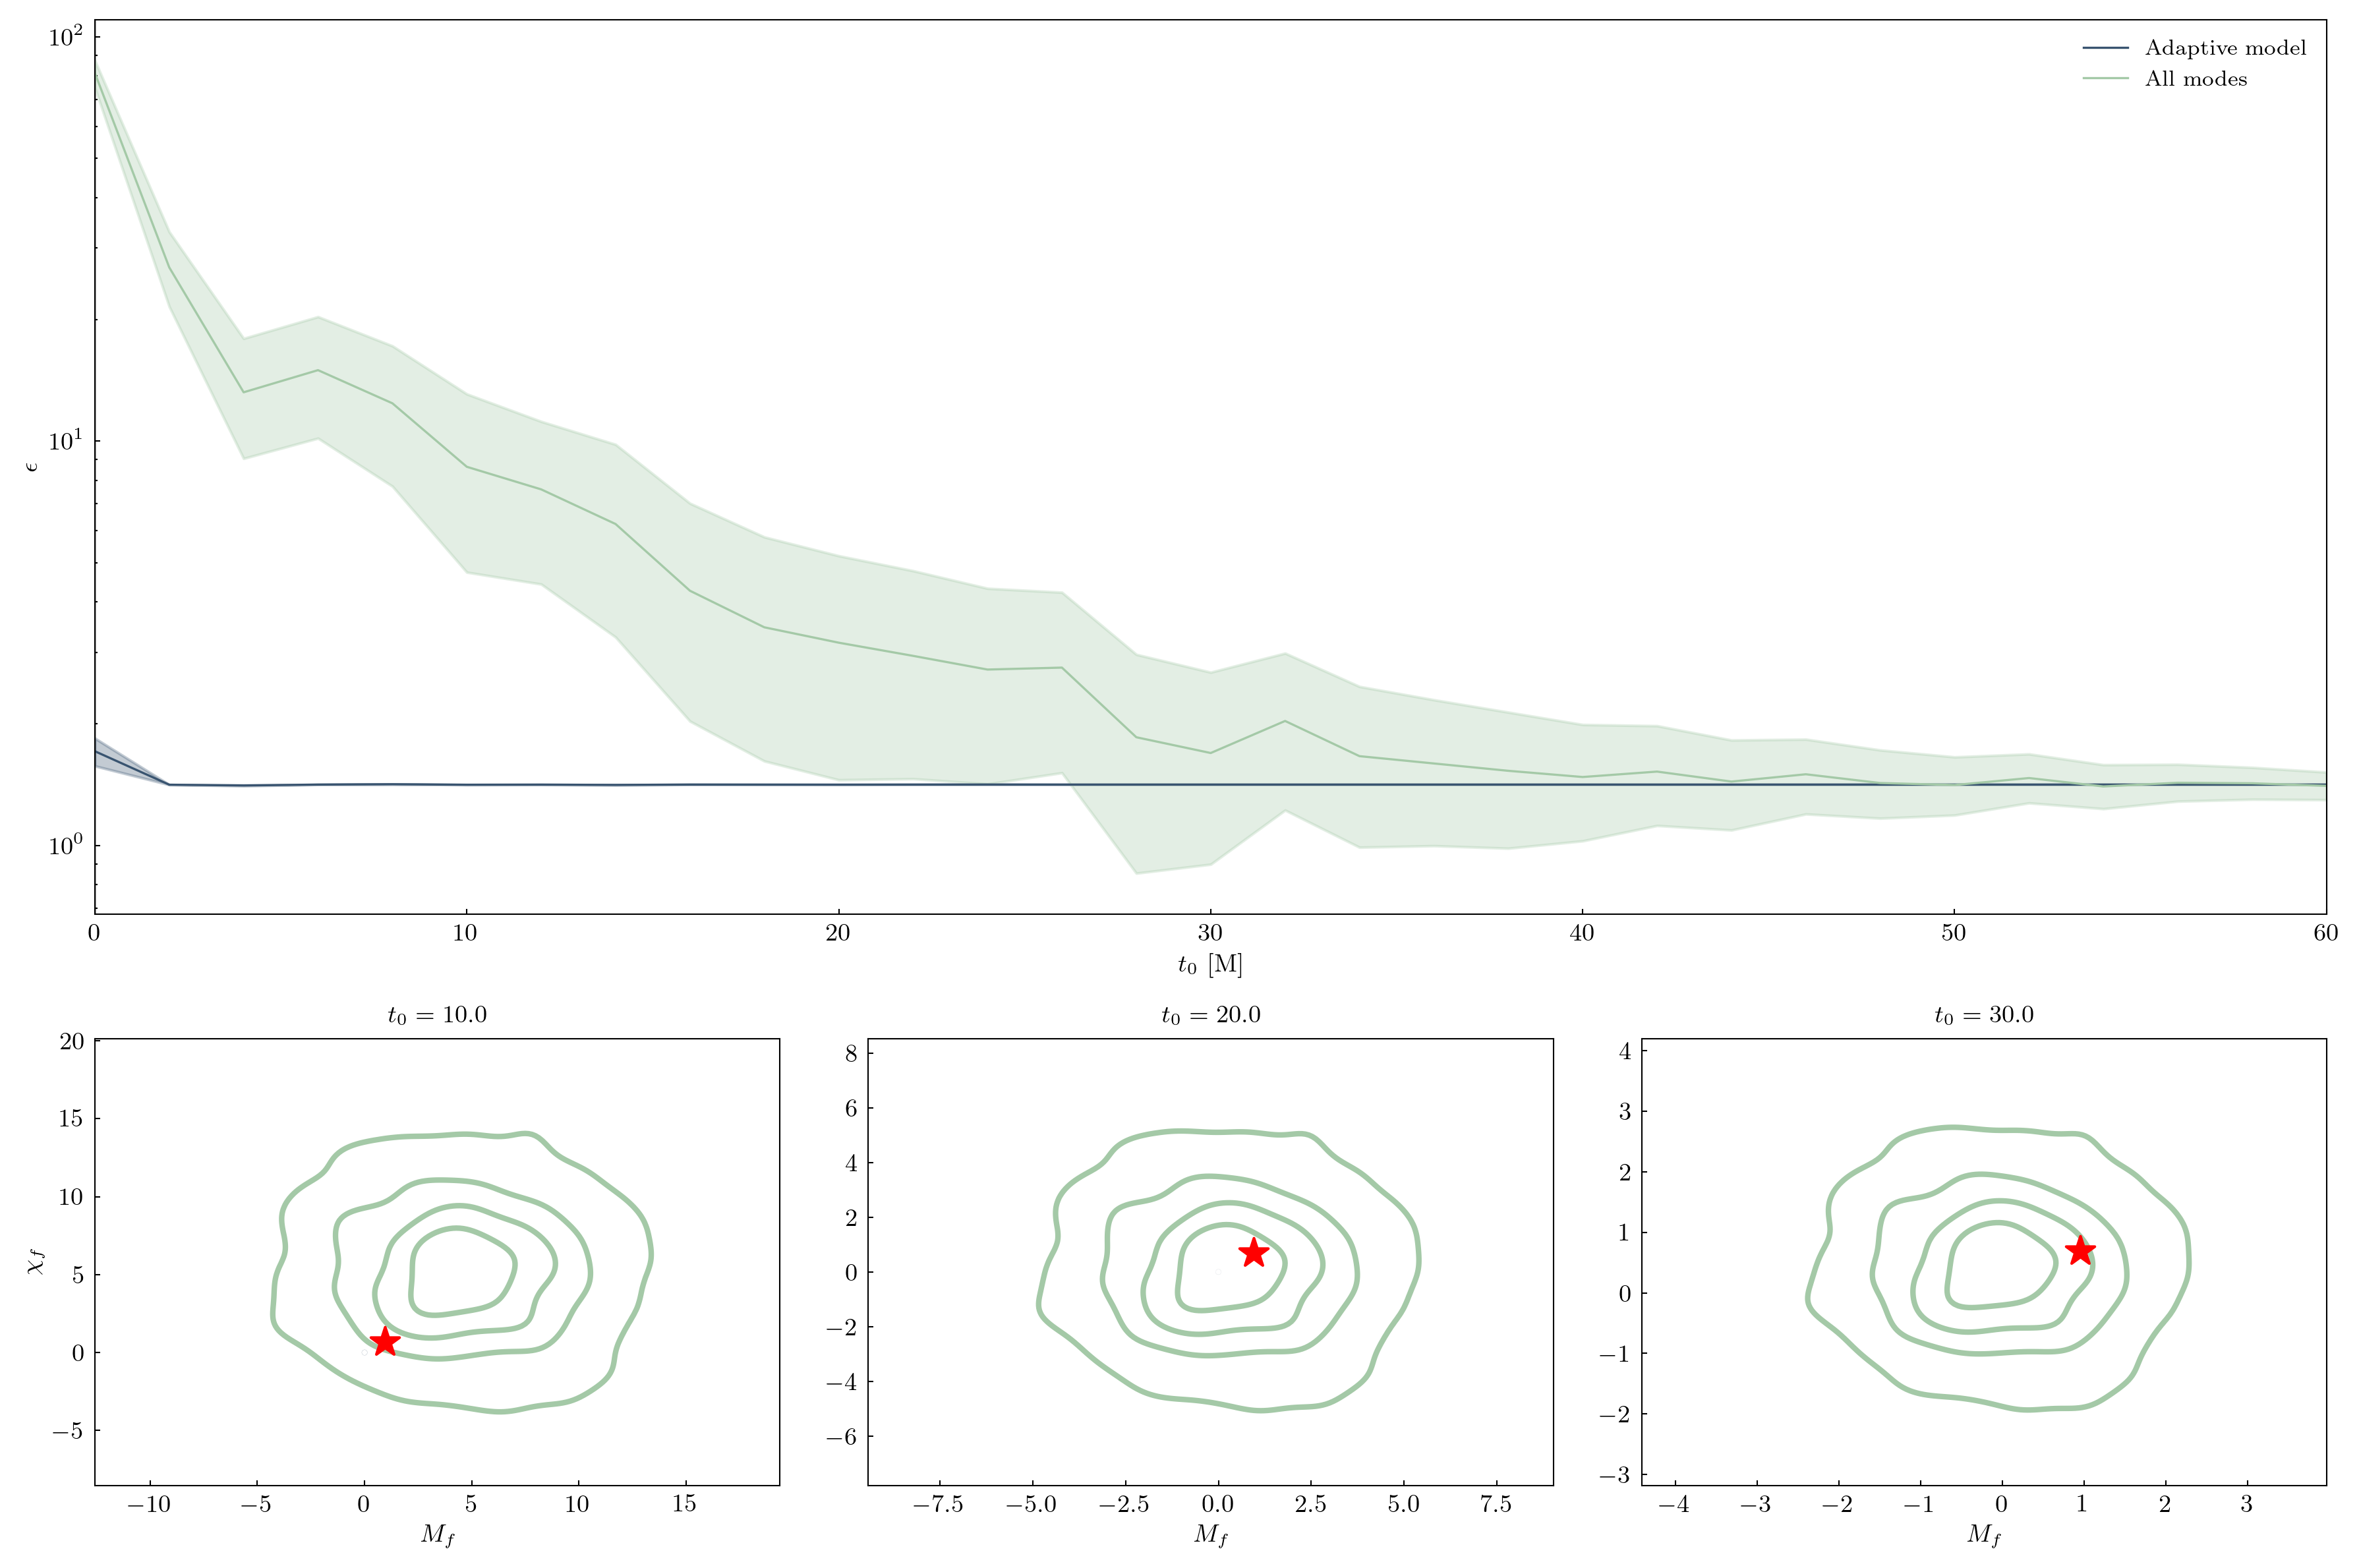 10²
10¹
10⁰
ϵ
Adaptive model
All modes
0 10 20 30 40 50 60
t₀ [M]
t₀ = 10.0
20
15
10
5
0
−5
χ_f
−10 −5 0 5 10 15
M_f
t₀ = 20.0
8
6
4
2
0
−2
−4
−6
−7.5 −5.0 −2.5 0.0 2.5 5.0 7.5
M_f
t₀ = 30.0
4
3
2
1
0
−1
−2
−3
−4 −3 −2 −1 0 1 2 3
M_f